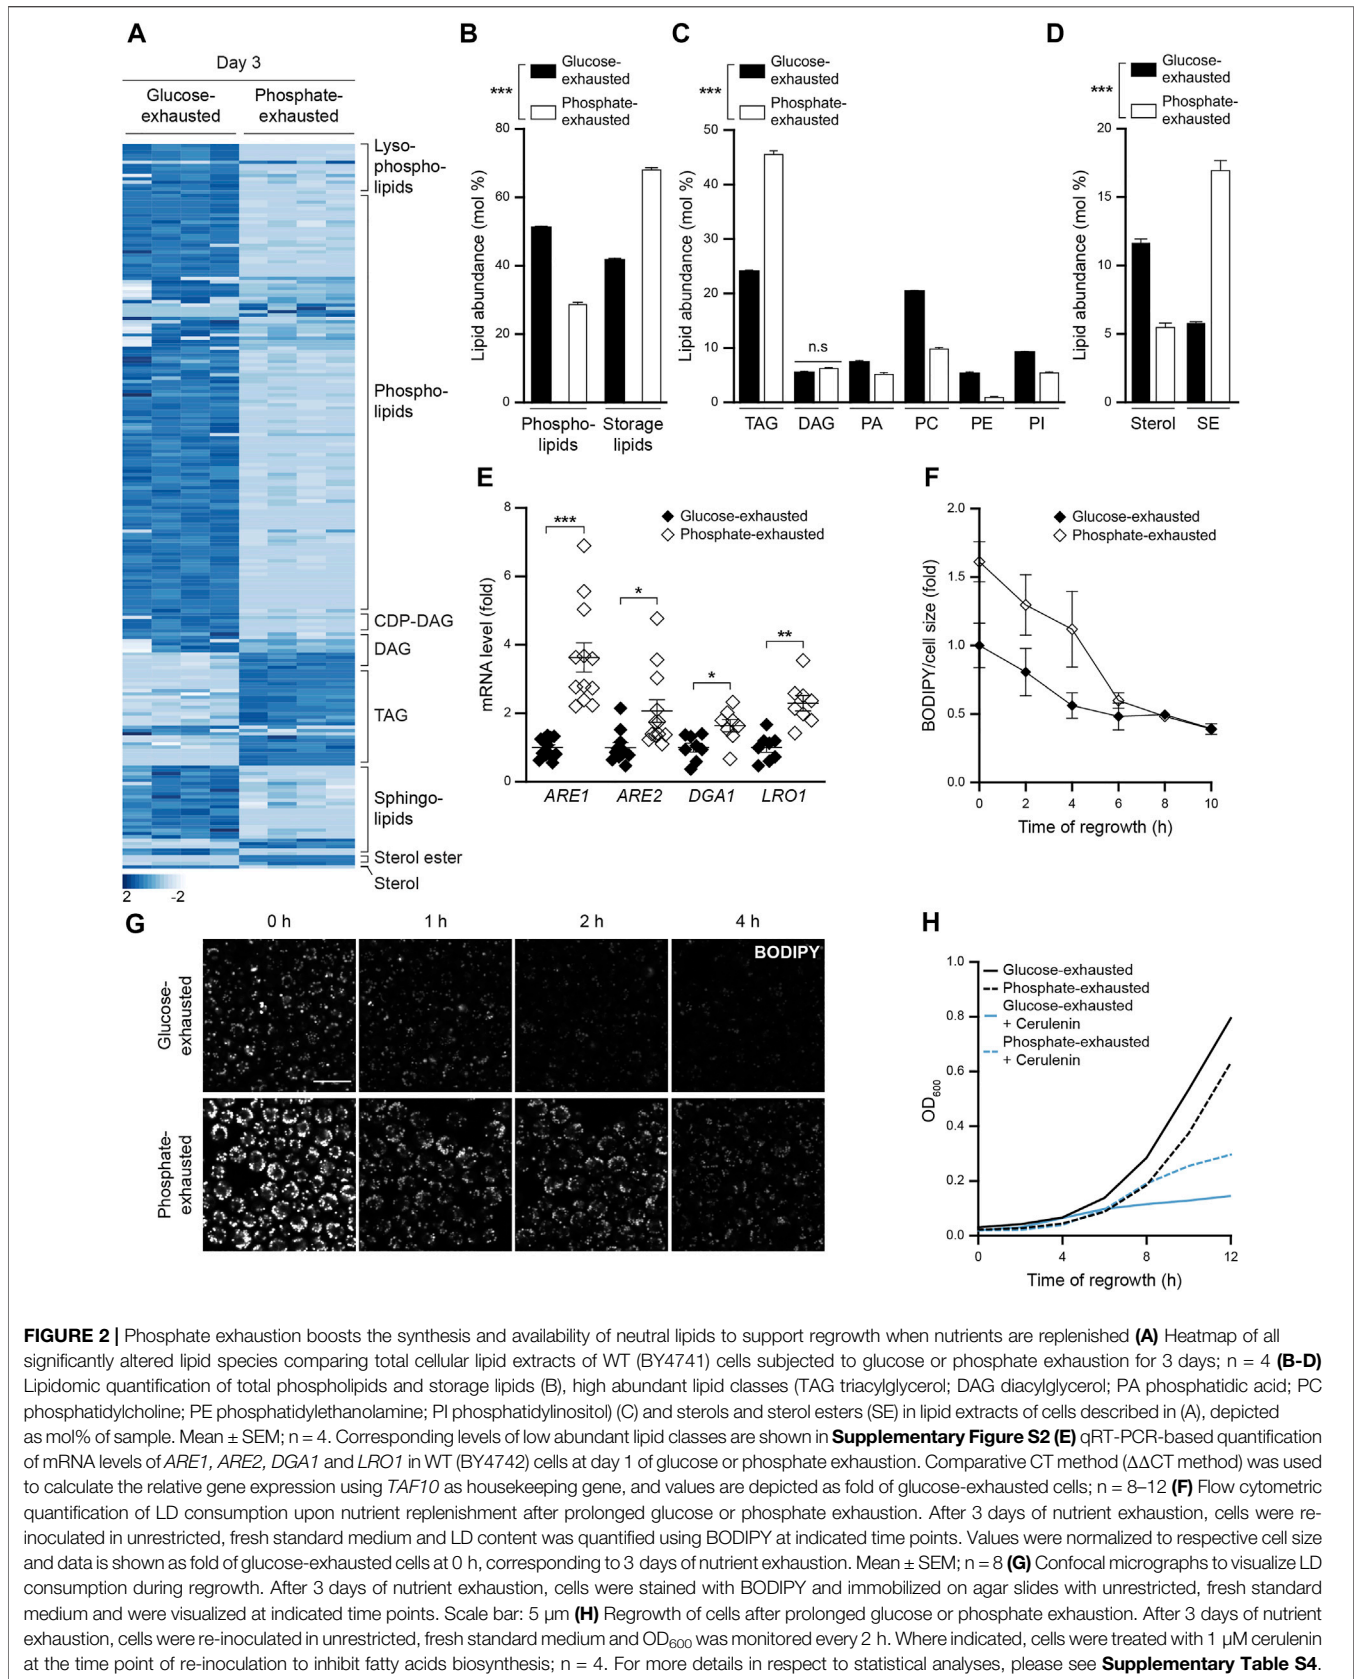 A
Day 3
Glucose-
exhausted
Phosphate-
exhausted
Lyso-
phospho-
lipids
Phospho-
lipids
CDP-DAG
DAG
TAG
Sphingo-
lipids
Sterol ester
Sterol
2
-2
B
Glucose-
exhausted
***
Phosphate-
exhausted
80
60
40
20
0
Lipid abundance (mol %)
Phospho-
lipids
Storage
lipids
C
Glucose-
exhausted
***
Phosphate-
exhausted
50
40
30
20
10
0
Lipid abundance (mol %)
n.s
TAG DAG PA PC PE PI
D
Glucose-
exhausted
***
Phosphate-
exhausted
20
15
10
5
0
Lipid abundance (mol %)
Sterol SE
E
8
6
4
2
0
mRNA level (fold)
Glucose-exhausted
Phosphate-exhausted
***
*
*
**
ARE1 ARE2 DGA1 LRO1
F
2.0
1.5
1.0
0.5
0.0
BODIPY/cell size (fold)
Glucose-exhausted
Phosphate-exhausted
0 2 4 6 8 10
Time of regrowth (h)
G
0 h 1 h 2 h 4 h
BODIPY
Glucose-
exhausted
Phosphate-
exhausted
H
1.0
0.8
0.6
0.4
0.2
0.0
OD600
Glucose-exhausted
Phosphate-exhausted
Glucose-exhausted
+ Cerulenin
Phosphate-exhausted
+ Cerulenin
0 4 8 12
Time of regrowth (h)
FIGURE 2 | Phosphate exhaustion boosts the synthesis and availability of neutral lipids to support regrowth when nutrients are replenished (A) Heatmap of all
significantly altered lipid species comparing total cellular lipid extracts of WT (BY4741) cells subjected to glucose or phosphate exhaustion for 3 days; n = 4 (B-D)
Lipidomic quantification of total phospholipids and storage lipids (B), high abundant lipid classes (TAG triacylglycerol; DAG diacylglycerol; PA phosphatidic acid; PC
phosphatidylcholine; PE phosphatidylethanolamine; PI phosphatidylinositol) (C) and sterols and sterol esters (SE) in lipid extracts of cells described in (A), depicted
as mol% of sample. Mean ± SEM; n = 4. Corresponding levels of low abundant lipid classes are shown in Supplementary Figure S2 (E) qRT-PCR-based quantification
of mRNA levels of ARE1, ARE2, DGA1 and LRO1 in WT (BY4742) cells at day 1 of glucose or phosphate exhaustion. Comparative CT method (ΔΔCT method) was used
to calculate the relative gene expression using TAF10 as housekeeping gene, and values are depicted as fold of glucose-exhausted cells; n = 8–12 (F) Flow cytometric
quantification of LD consumption upon nutrient replenishment after prolonged glucose or phosphate exhaustion. After 3 days of nutrient exhaustion, cells were re-
inoculated in unrestricted, fresh standard medium and LD content was quantified using BODIPY at indicated time points. Values were normalized to respective cell size
and data is shown as fold of glucose-exhausted cells at 0 h, corresponding to 3 days of nutrient exhaustion. Mean ± SEM; n = 8 (G) Confocal micrographs to visualize LD
consumption during regrowth. After 3 days of nutrient exhaustion, cells were stained with BODIPY and immobilized on agar slides with unrestricted, fresh standard
medium and were visualized at indicated time points. Scale bar: 5 µm (H) Regrowth of cells after prolonged glucose or phosphate exhaustion. After 3 days of nutrient
exhaustion, cells were re-inoculated in unrestricted, fresh standard medium and OD600 was monitored every 2 h. Where indicated, cells were treated with 1 µM cerulenin
at the time point of re-inoculation to inhibit fatty acids biosynthesis; n = 4. For more details in respect to statistical analyses, please see Supplementary Table S4.